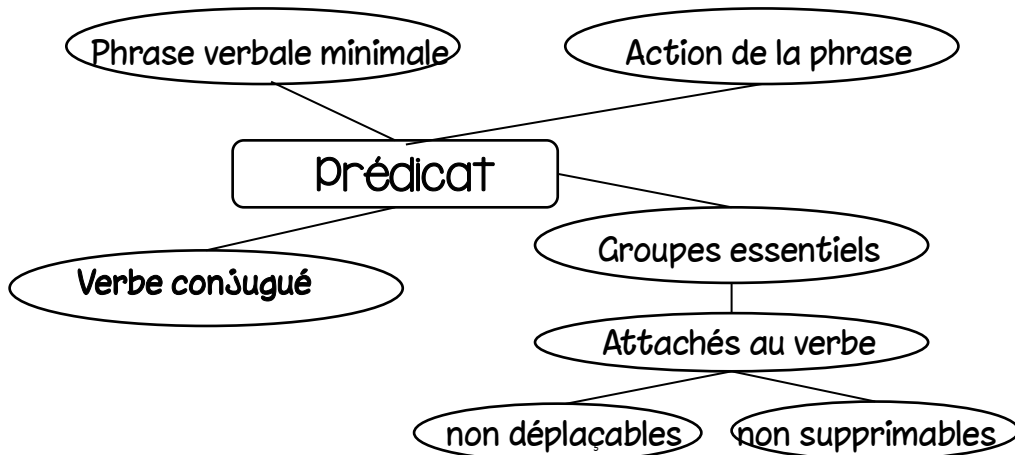 Phrase verbale minimale
Action de la phrase
Prédicat
Groupes essentiels
Verbe conjugué
Attachés au verbe
non déplaçables
non supprimables